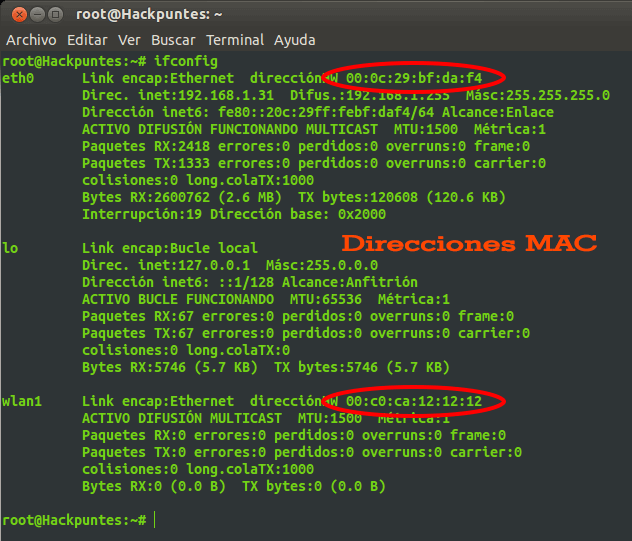 root@Hackpuntes: ~
Archivo Editar Ver Buscar Terminal Ayuda
root@Hackpuntes:~# ifconfig
eth0 Link encap:Ethernet direcciónHW 00:0c:29:bf:da:f4
Direc. inet:192.168.1.31 Difus.:192.168.1.255 Másc:255.255.255.0
Dirección inet6: fe80::20c:29ff:febf:daf4/64 Alcance:Enlace
ACTIVO DIFUSIÓN FUNCIONANDO MULTICAST MTU:1500 Métrica:1
Paquetes RX:2418 errores:0 perdidos:0 overruns:0 frame:0
Paquetes TX:1333 errores:0 perdidos:0 overruns:0 carrier:0
colisiones:0 long.colaTX:1000
Bytes RX:2600762 (2.6 MB) TX bytes:120608 (120.6 KB)
Interrupción:19 Dirección base: 0x2000
Direcciones MAC
lo Link encap:Bucle local
Direc. inet:127.0.0.1 Másc:255.0.0.0
Dirección inet6: ::1/128 Alcance:Anfitrión
ACTIVO BUCLE FUNCIONANDO MTU:65536 Métrica:1
Paquetes RX:67 errores:0 perdidos:0 overruns:0 frame:0
Paquetes TX:67 errores:0 perdidos:0 overruns:0 carrier:0
colisiones:0 long.colaTX:0
Bytes RX:5746 (5.7 KB) TX bytes:5746 (5.7 KB)
wlan1 Link encap:Ethernet direcciónHW 00:c0:ca:12:12:12
ACTIVO DIFUSIÓN MULTICAST MTU:1500 Métrica:1
Paquetes RX:0 errores:0 perdidos:0 overruns:0 frame:0
Paquetes TX:0 errores:0 perdidos:0 overruns:0 carrier:0
colisiones:0 long.colaTX:1000
Bytes RX:0 (0.0 B) TX bytes:0 (0.0 B)
root@Hackpuntes:~#